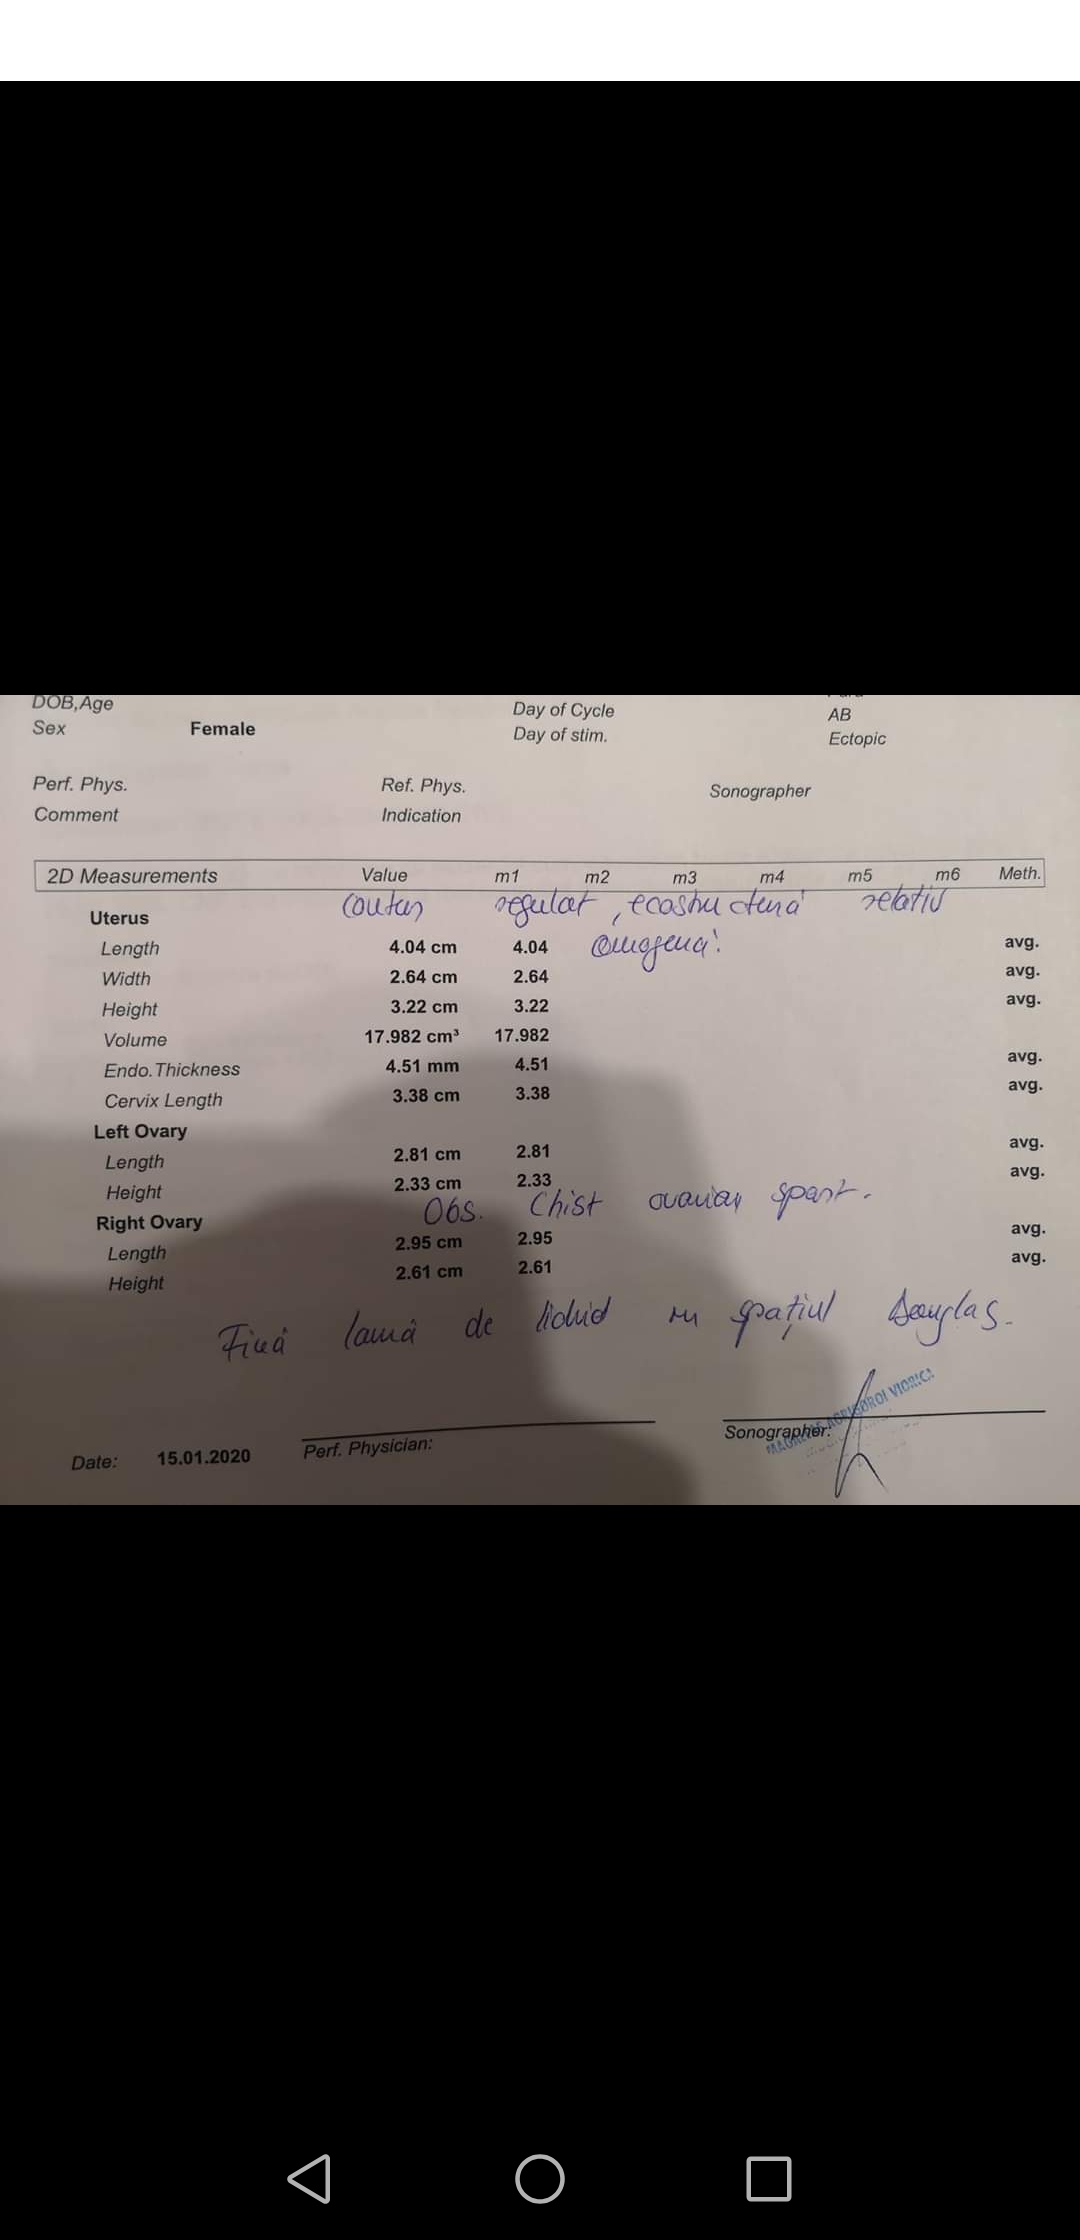 DOB,Age
Sex Female Day of Cycle AB
Day of stim. Ectopic
Perf. Phys. Ref. Phys. Sonographer
Comment Indication
2D Measurements Value m1 m2 m3 m4 m5 m6 Meth.
Uterus contur regulat, ecostructură relativ
omogenă.
Length 4.04 cm 4.04 avg.
Width 2.64 cm 2.64 avg.
Height 3.22 cm 3.22 avg.
Volume 17.982 cm³ 17.982
Endo.Thickness 4.51 mm 4.51 avg.
Cervix Length 3.38 cm 3.38 avg.
Left Ovary
Length 2.81 cm 2.81 avg.
Height 2.33 cm 2.33 avg.
Right Ovary Obs. Chist ovarian spart.
Length 2.95 cm 2.95 avg.
Height 2.61 cm 2.61 avg.
Fină lamă de lichid în spațiul Douglas.
Date: 15.01.2020 Perf. Physician: Sonographer:
VIORICA